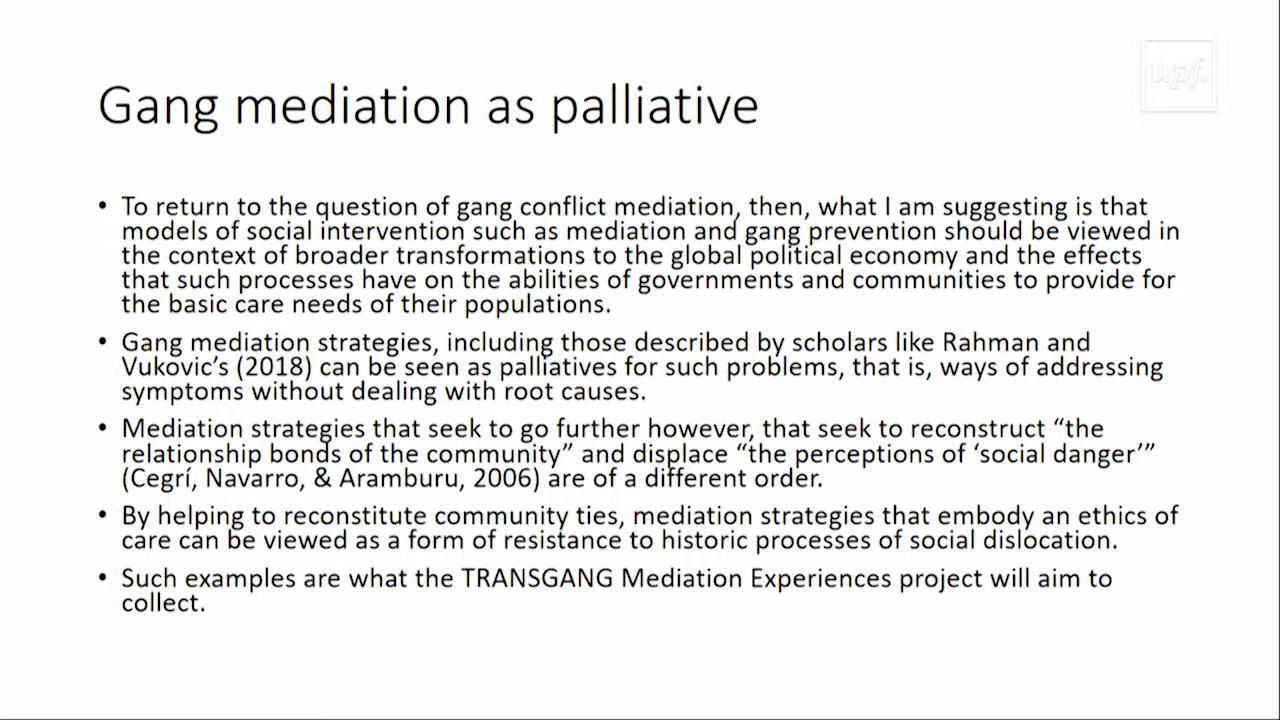 upf.
Gang mediation as palliative
• To return to the question of gang conflict mediation, then, what I am suggesting is that
models of social intervention such as mediation and gang prevention should be viewed in
the context of broader transformations to the global political economy and the effects
that such processes have on the abilities of governments and communities to provide for
the basic care needs of their populations.
• Gang mediation strategies, including those described by scholars like Rahman and
Vukovic’s (2018) can be seen as palliatives for such problems, that is, ways of addressing
symptoms without dealing with root causes.
• Mediation strategies that seek to go further however, that seek to reconstruct “the
relationship bonds of the community” and displace “the perceptions of ‘social danger’”
(Cegrí, Navarro, & Aramburu, 2006) are of a different order.
• By helping to reconstitute community ties, mediation strategies that embody an ethics of
care can be viewed as a form of resistance to historic processes of social dislocation.
• Such examples are what the TRANSGANG Mediation Experiences project will aim to
collect.